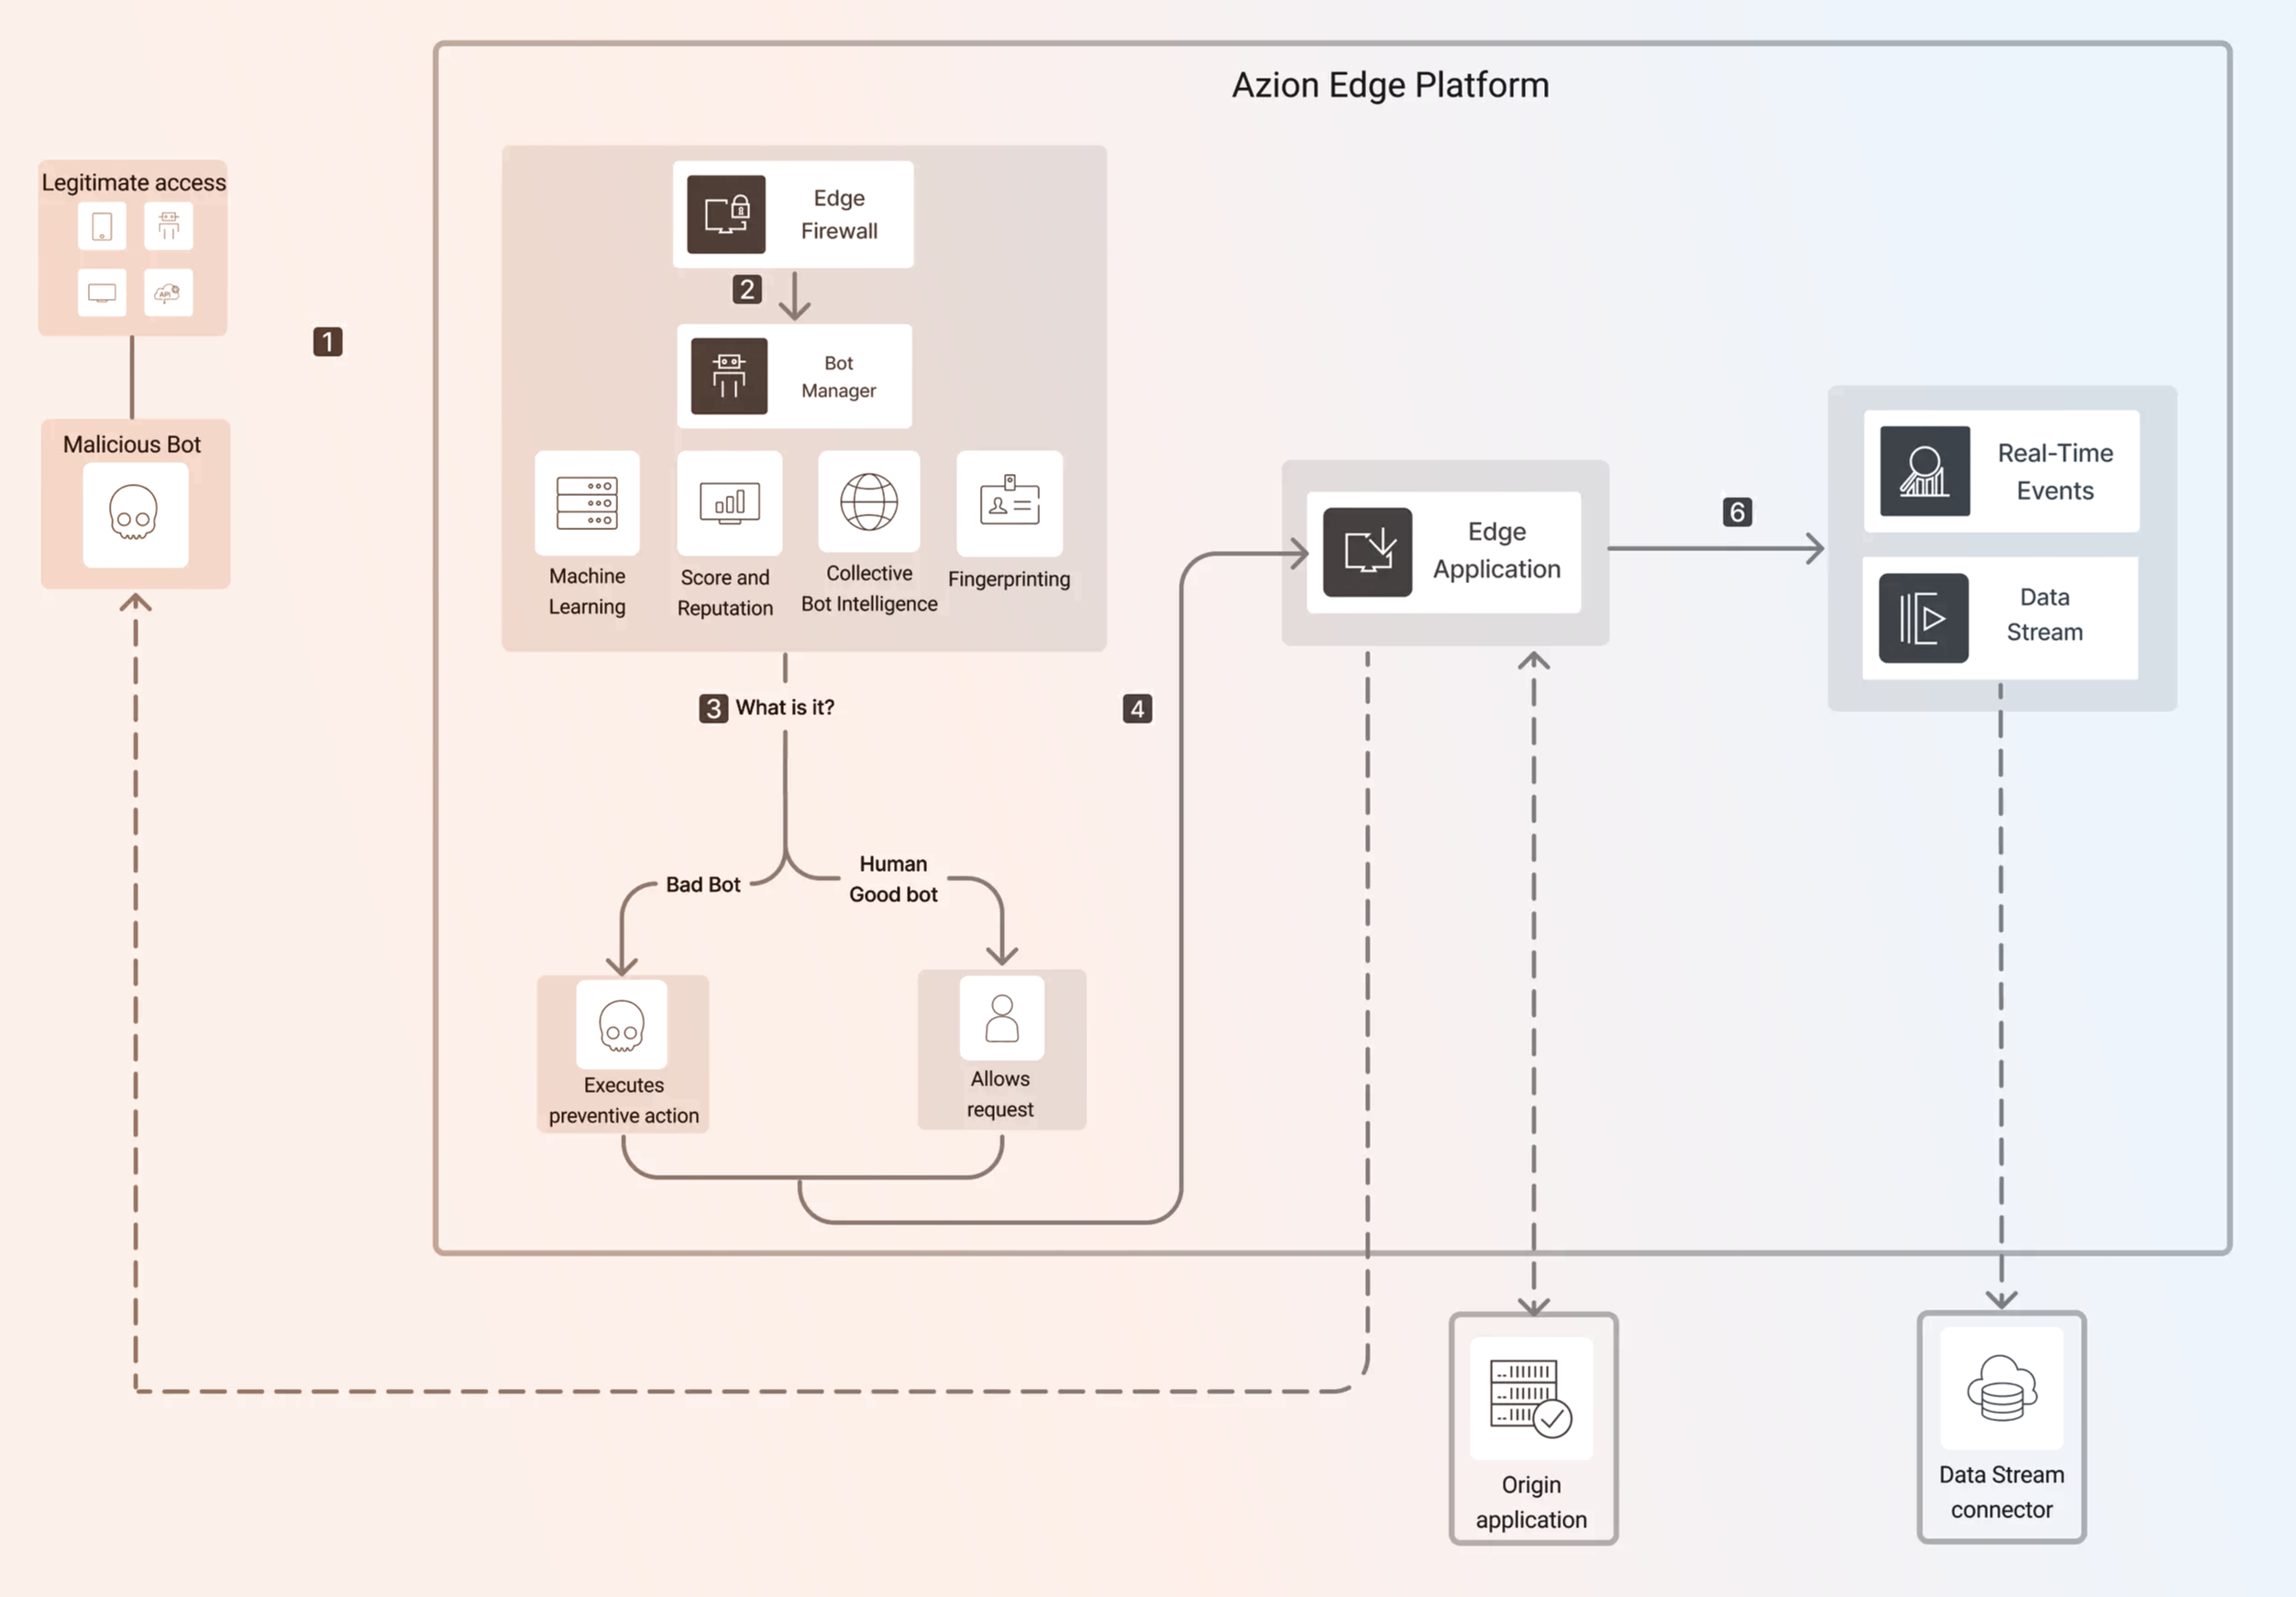 Azion Edge Platform
Legitimate access
API
1
Malicious Bot
Edge
Firewall
2
Bot
Manager
Machine
Learning
Score and
Reputation
Collective
Bot Intelligence
Fingerprinting
3 What is it?
Bad Bot
Human
Good bot
Executes
preventive action
Allows
request
4
Edge
Application
6
Real-Time
Events
Data
Stream
Origin
application
Data Stream
connector